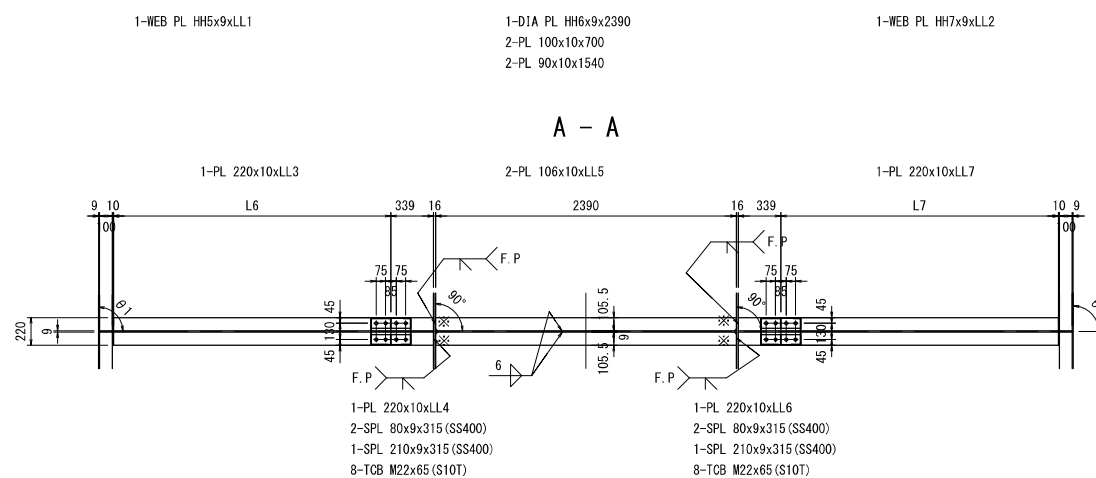 1-WEB PL HH5x9xLL1
1-DIA PL HH6x9x2390
1-WEB PL HH7x9xLL2
2-PL 100x10x700
2-PL 90x10x1540
A - A
1-PL 220x10xLL3
2-PL 106x10xLL5
1-PL 220x10xLL7
9 10 L6 339 16 2390 16 339 L7 10 9
00 00
F.P F.P
75 75 75 75
85 85
θ1 45 90° 105.5 90° 45 θ
※ ※
220 9 130 9 130
※ ※
45 105.5 45
6
F.P F.P
1-PL 220x10xLL4
1-PL 220x10xLL6
2-SPL 80x9x315(SS400)
2-SPL 80x9x315(SS400)
1-SPL 210x9x315(SS400)
1-SPL 210x9x315(SS400)
8-TCB M22x65(S10T)
8-TCB M22x65(S10T)